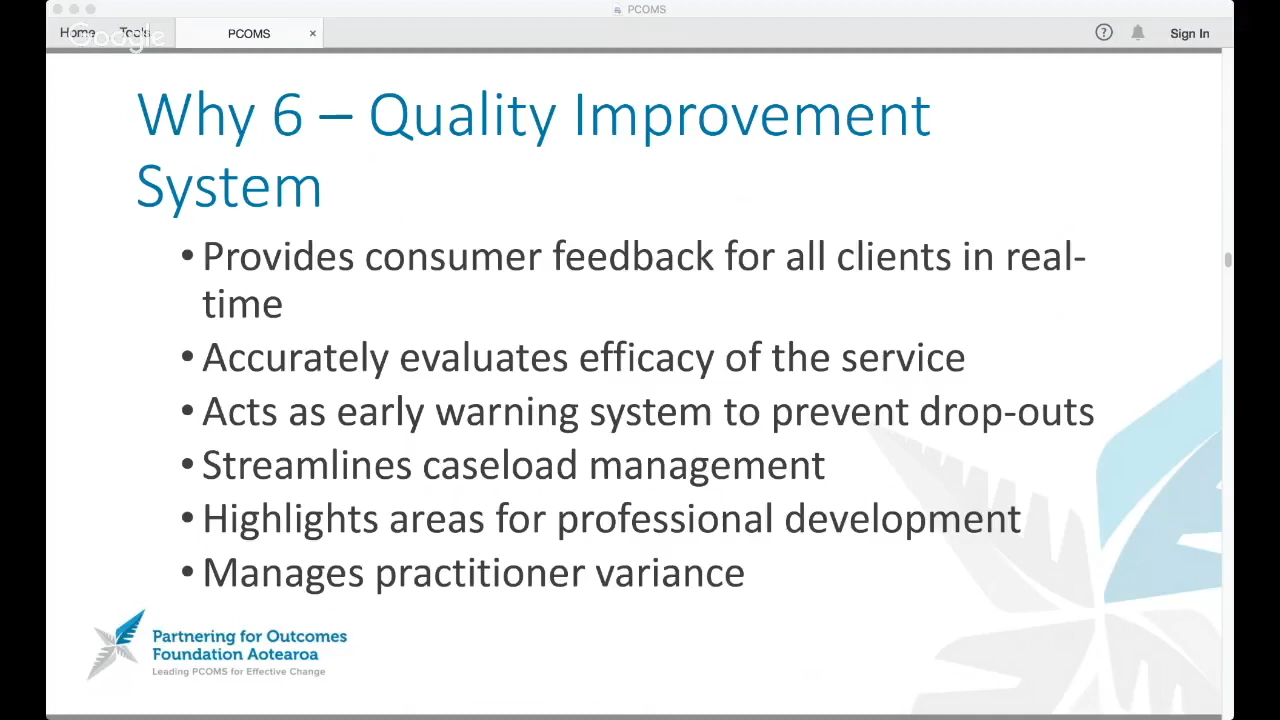 PCOMS
Home Tools PCOMS × ? Sign In
Google
Why 6 – Quality Improvement
System
• Provides consumer feedback for all clients in real-
time
• Accurately evaluates efficacy of the service
• Acts as early warning system to prevent drop-outs
• Streamlines caseload management
• Highlights areas for professional development
• Manages practitioner variance
Partnering for Outcomes
Foundation Aotearoa
Leading PCOMS for Effective Change